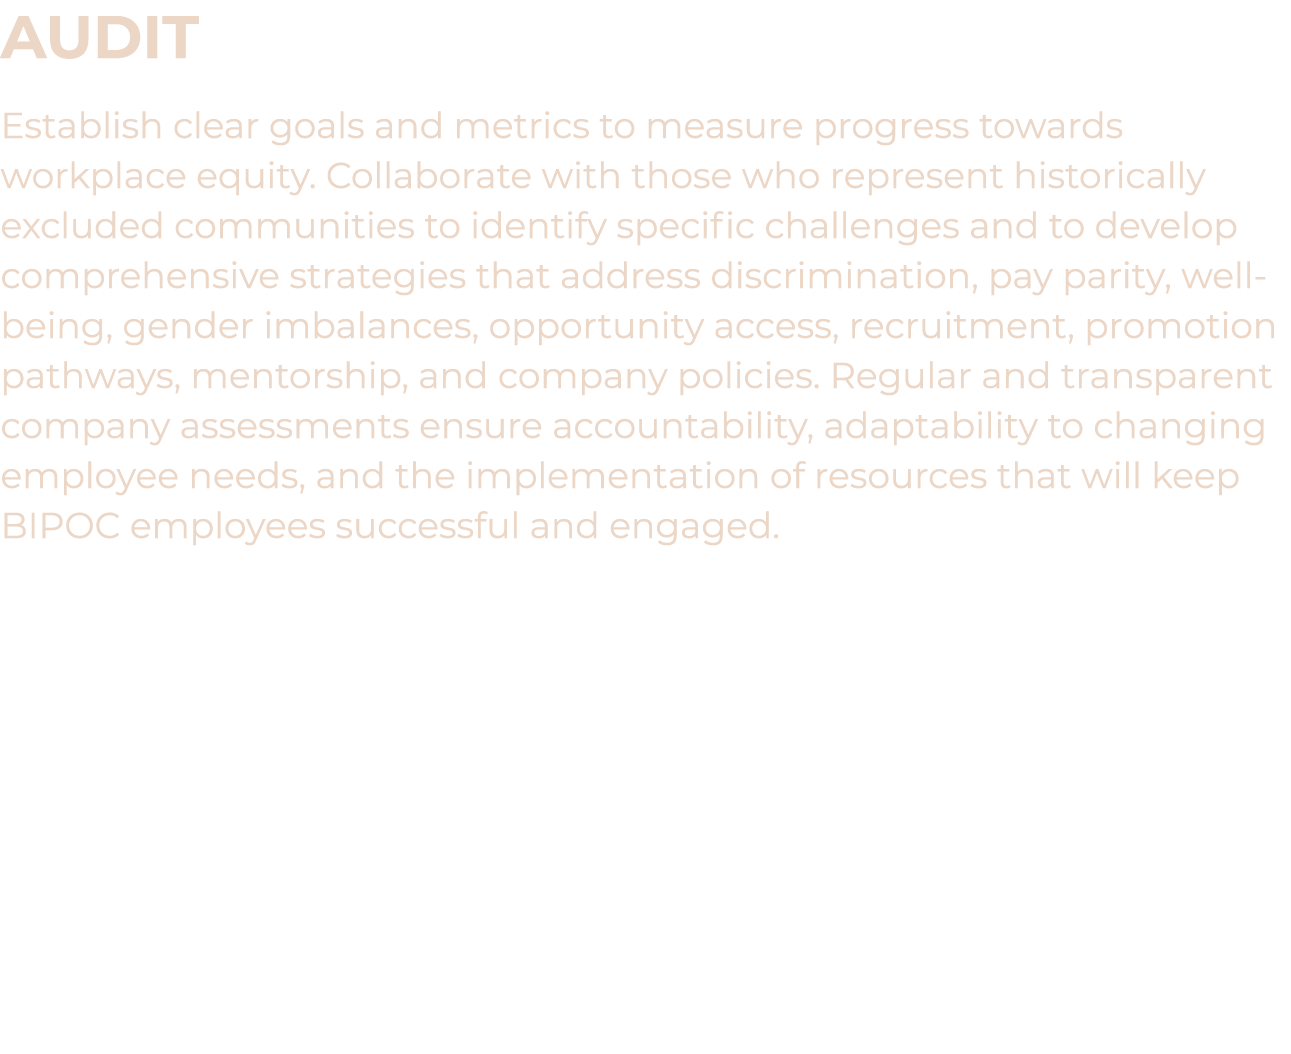 AUDIT
Establish clear goals and metrics to measure progress towards
workplace equity. Collaborate with those who represent historically
excluded communities to identify specific challenges and to develop
comprehensive strategies that address discrimination, pay parity, well-
being, gender imbalances, opportunity access, recruitment, promotion
pathways, mentorship, and company policies. Regular and transparent
company assessments ensure accountability, adaptability to changing
employee needs, and the implementation of resources that will keep
BIPOC employees successful and engaged.